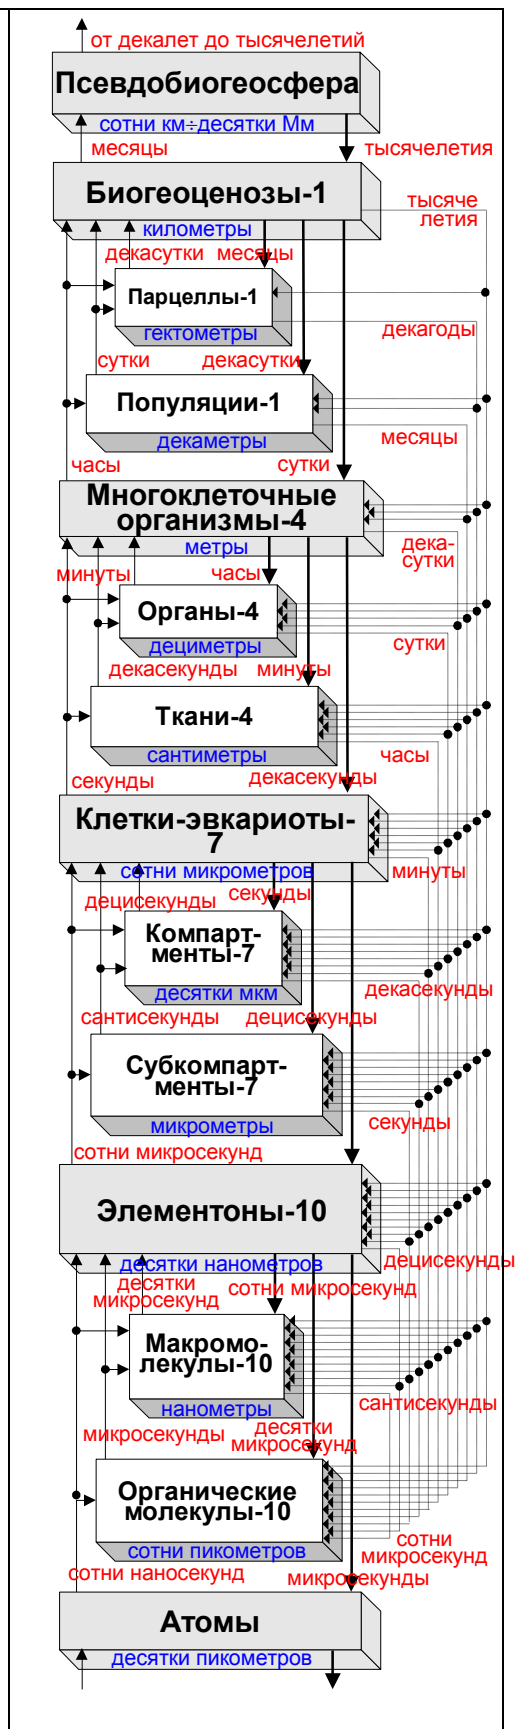 от декалет до тысячелетий
Псевдобиогеосфера
сотни км÷десятки Мм
месяцы
тысячелетия
Биогеоценозы-1
тысяче
летия
километры
декасутки
месяцы
Парцеллы-1
гектометры
декагоды
сутки
декасутки
Популяции-1
декаметры
месяцы
часы
сутки
Многоклеточные
организмы-4
метры
дека-
сутки
минуты
часы
Органы-4
дециметры
сутки
декасекунды
минуты
Ткани-4
сантиметры
часы
секунды
декасекунды
Клетки-эвкариоты-
7
сотни микрометров
минуты
децисекунды
секунды
Компарт-
менты-7
десятки мкм
декасекунды
сантисекунды
децисекунды
Субкомпарт-
менты-7
микрометры
секунды
сотни микросекунд
Элементоны-10
десятки нанометров
децисекунды
десятки
микросекунд
сотни микросекунд
Макромо-
лекулы-10
нанометры
сантисекунды
микросекунды
десятки
микросекунд
Органические
молекулы-10
сотни пикометров
сотни
микросекунд
сотни наносекунд
микросекунды
Атомы
десятки пикометров